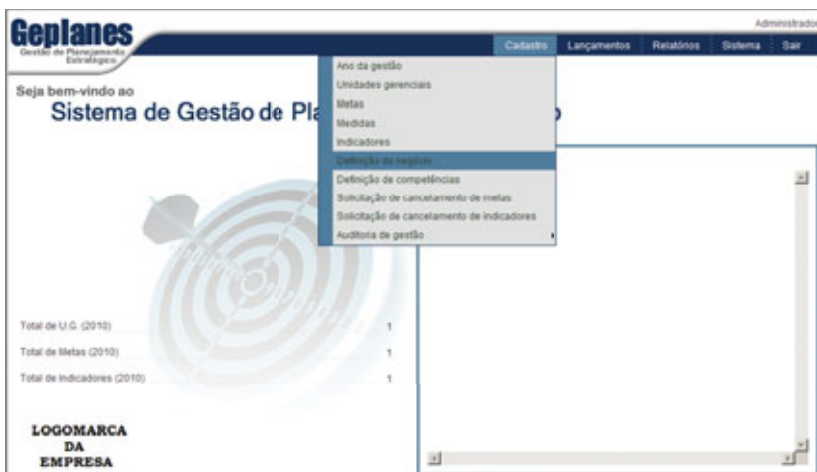 Geplanes
Gestão de Planejamento
Estratégico
Administrador
Cadastro Lançamentos Relatórios Sistema Sair
Seja bem-vindo ao
Sistema de Gestão de Pla o
Ano da gestão
Unidades gerenciais
Metas
Medidas
Indicadores
Definição do negócio
Definição de competências
Solicitação de cancelamento de metas
Solicitação de cancelamento de indicadores
Auditoria de gestão
Total de U.G. (2010) 1
Total de Metas (2010) 1
Total de Indicadores (2010) 1
LOGOMARCA
DA
EMPRESA